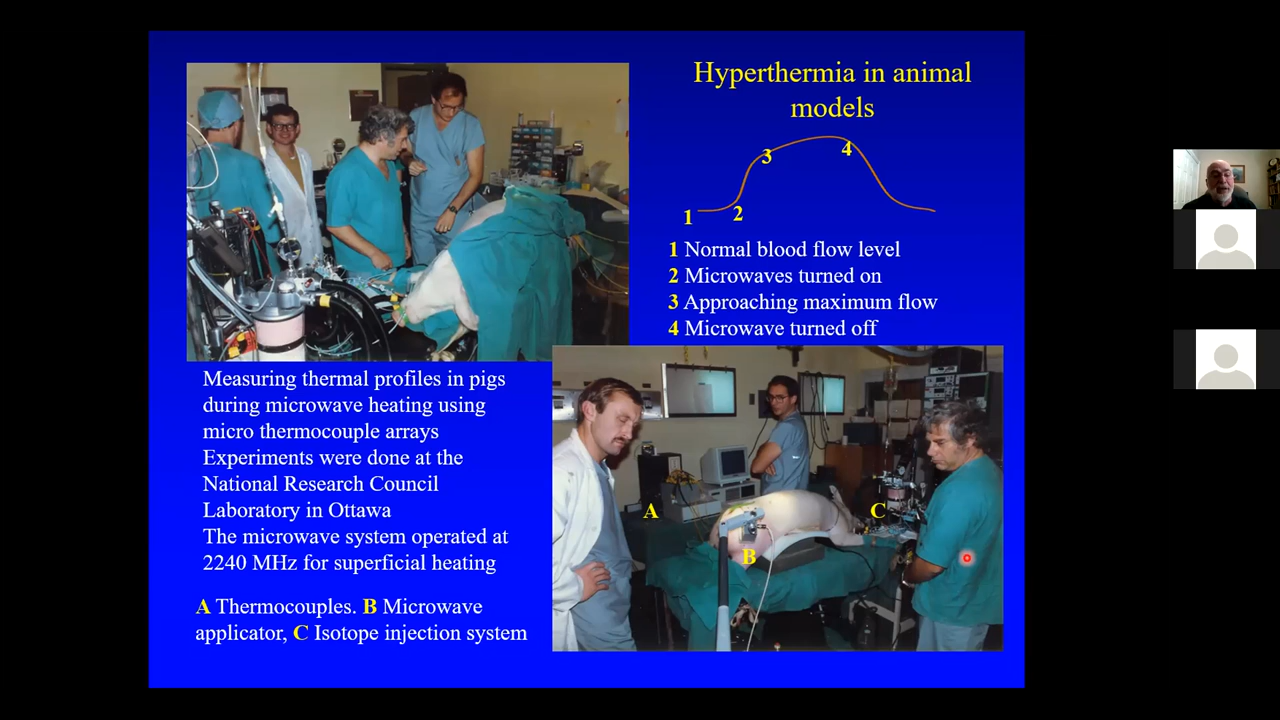 Hyperthermia in animal
models
3
4
1
2
1 Normal blood flow level
2 Microwaves turned on
3 Approaching maximum flow
4 Microwave turned off
Measuring thermal profiles in pigs
during microwave heating using
micro thermocouple arrays
Experiments were done at the
National Research Council
Laboratory in Ottawa
The microwave system operated at
2240 MHz for superficial heating
A Thermocouples. B Microwave
applicator, C Isotope injection system
A
C
B